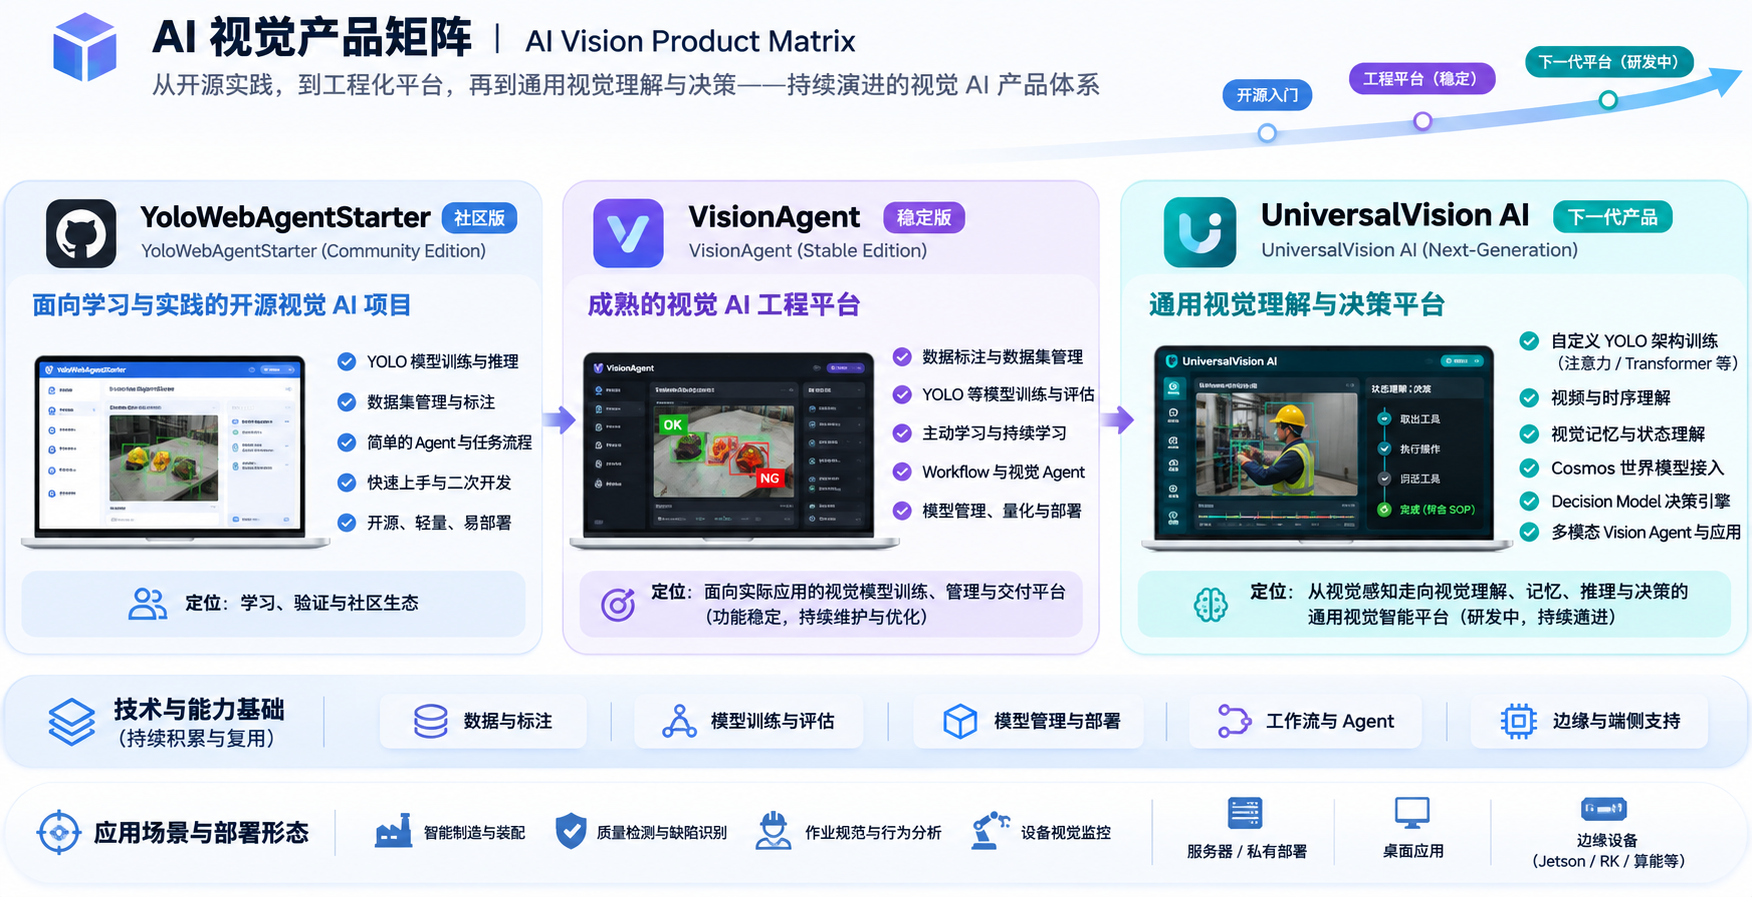 AI 视觉产品矩阵 | AI Vision Product Matrix
从开源实践，到工程化平台，再到通用视觉理解与决策——持续演进的视觉 AI 产品体系
开源入门
工程平台（稳定）
下一代平台（研发中）
YoloWebAgentStarter 社区版
YoloWebAgentStarter (Community Edition)
面向学习与实践的开源视觉 AI 项目
YoloWebAgentStarter
YOLO 模型训练与推理
数据集管理与标注
简单的 Agent 与任务流程
快速上手与二次开发
开源、轻量、易部署
定位：学习、验证与社区生态
VisionAgent 稳定版
VisionAgent (Stable Edition)
成熟的视觉 AI 工程平台
VisionAgent
OK
NG
数据标注与数据集管理
YOLO 等模型训练与评估
主动学习与持续学习
Workflow 与视觉 Agent
模型管理、量化与部署
定位：面向实际应用的视觉模型训练、管理与交付平台
（功能稳定，持续维护与优化）
UniversalVision AI 下一代产品
UniversalVision AI (Next-Generation)
通用视觉理解与决策平台
UniversalVision AI
取出工具
执行操作
工具
完成 SOP)
自定义 YOLO 架构训练
（注意力 / Transformer 等）
视频与时序理解
视觉记忆与状态理解
Cosmos 世界模型接入
Decision Model 决策引擎
多模态 Vision Agent 与应用
定位：从视觉感知走向视觉理解、记忆、推理与决策的
通用视觉智能平台（研发中，持续进）
技术与能力基础
（持续积累与复用）
数据与标注
模型训练与评估
模型管理与部署
工作流与 Agent
边缘与端侧支持
应用场景与部署形态
智能制造与装配
质量检测与缺陷识别
作业规范与行为分析
设备视觉监控
服务器 / 私有部署
桌面应用
边缘设备
（Jetson / RK / 算能等）